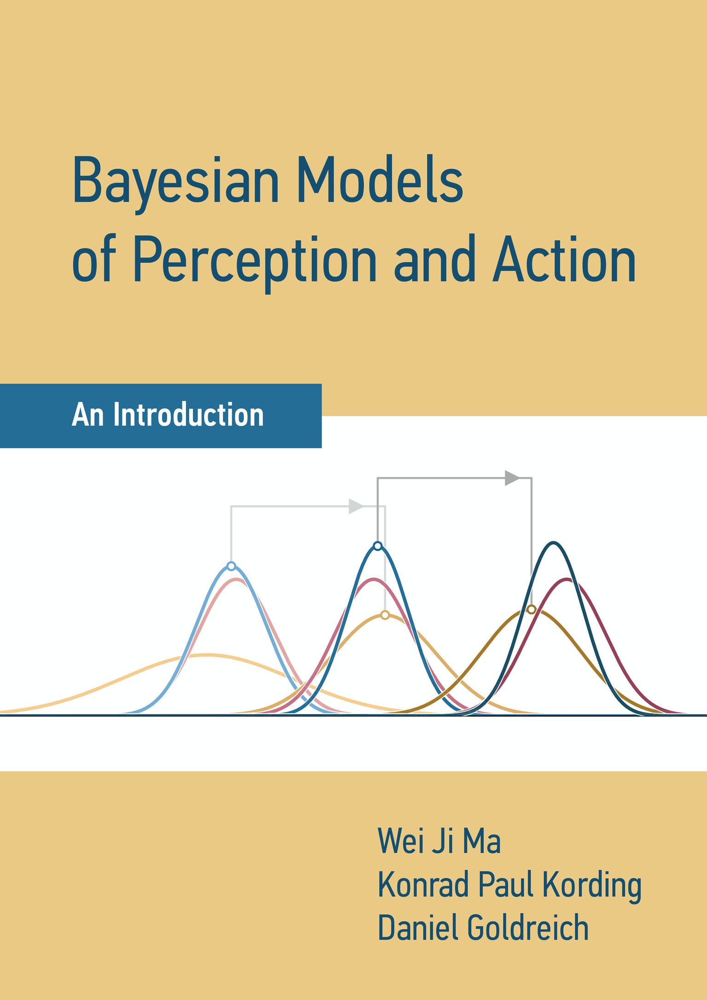 Bayesian Models
of Perception and Action
An Introduction
Wei Ji Ma
Konrad Paul Kording
Daniel Goldreich